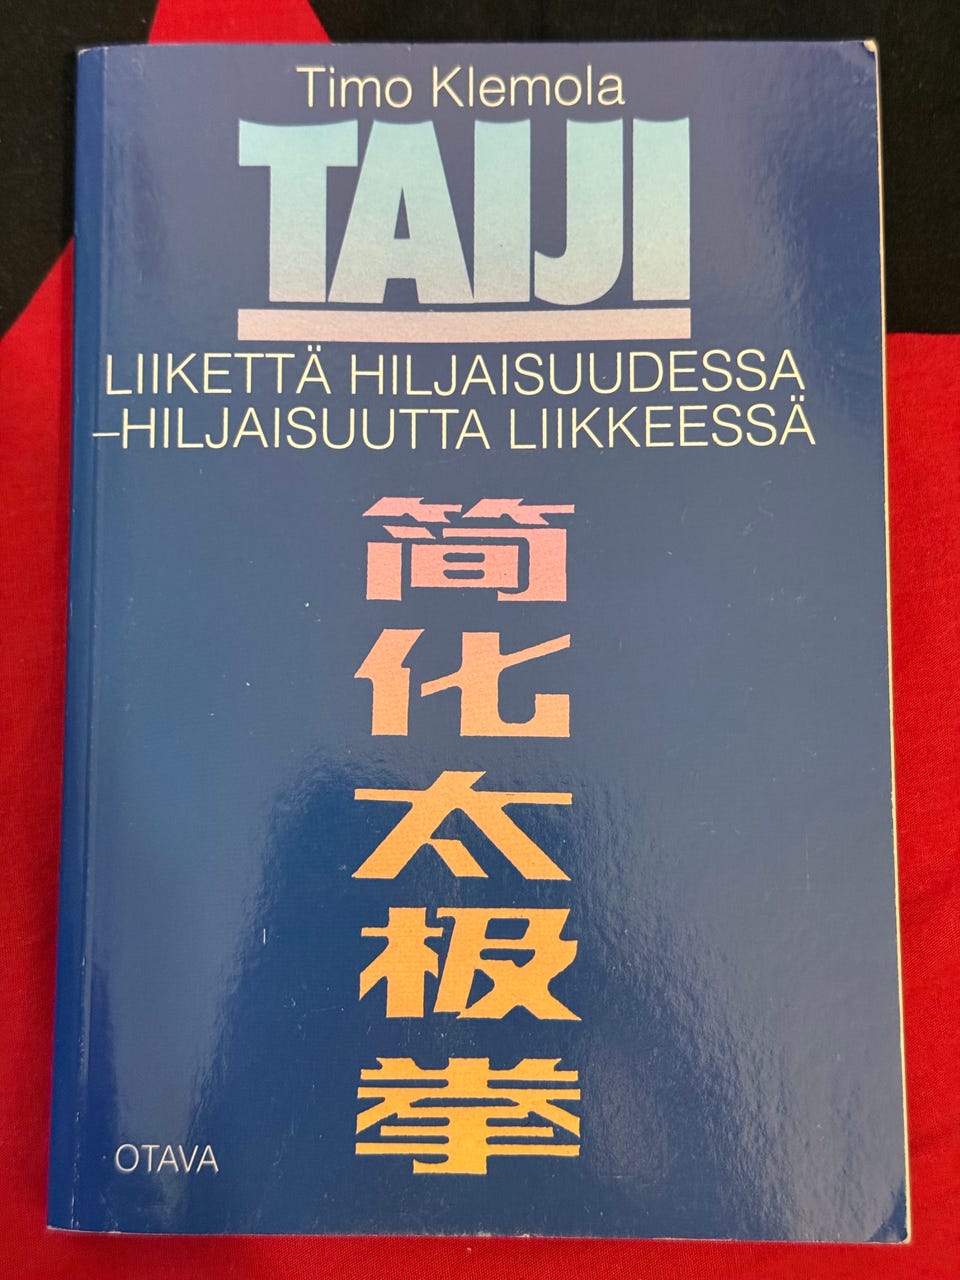 Timo Klemola
TAIJI
LIIKETTÄ HILJAISUUDESSA
–HILJAISUUTTA LIIKKEESSÄ
简
化
太
极
拳
OTAVA